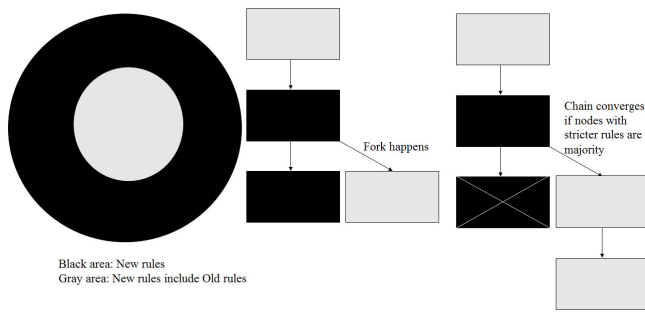 Fork happens
Chain converges
if nodes with
stricter rules are
majority
Black area: New rules
Gray area: New rules include Old rules